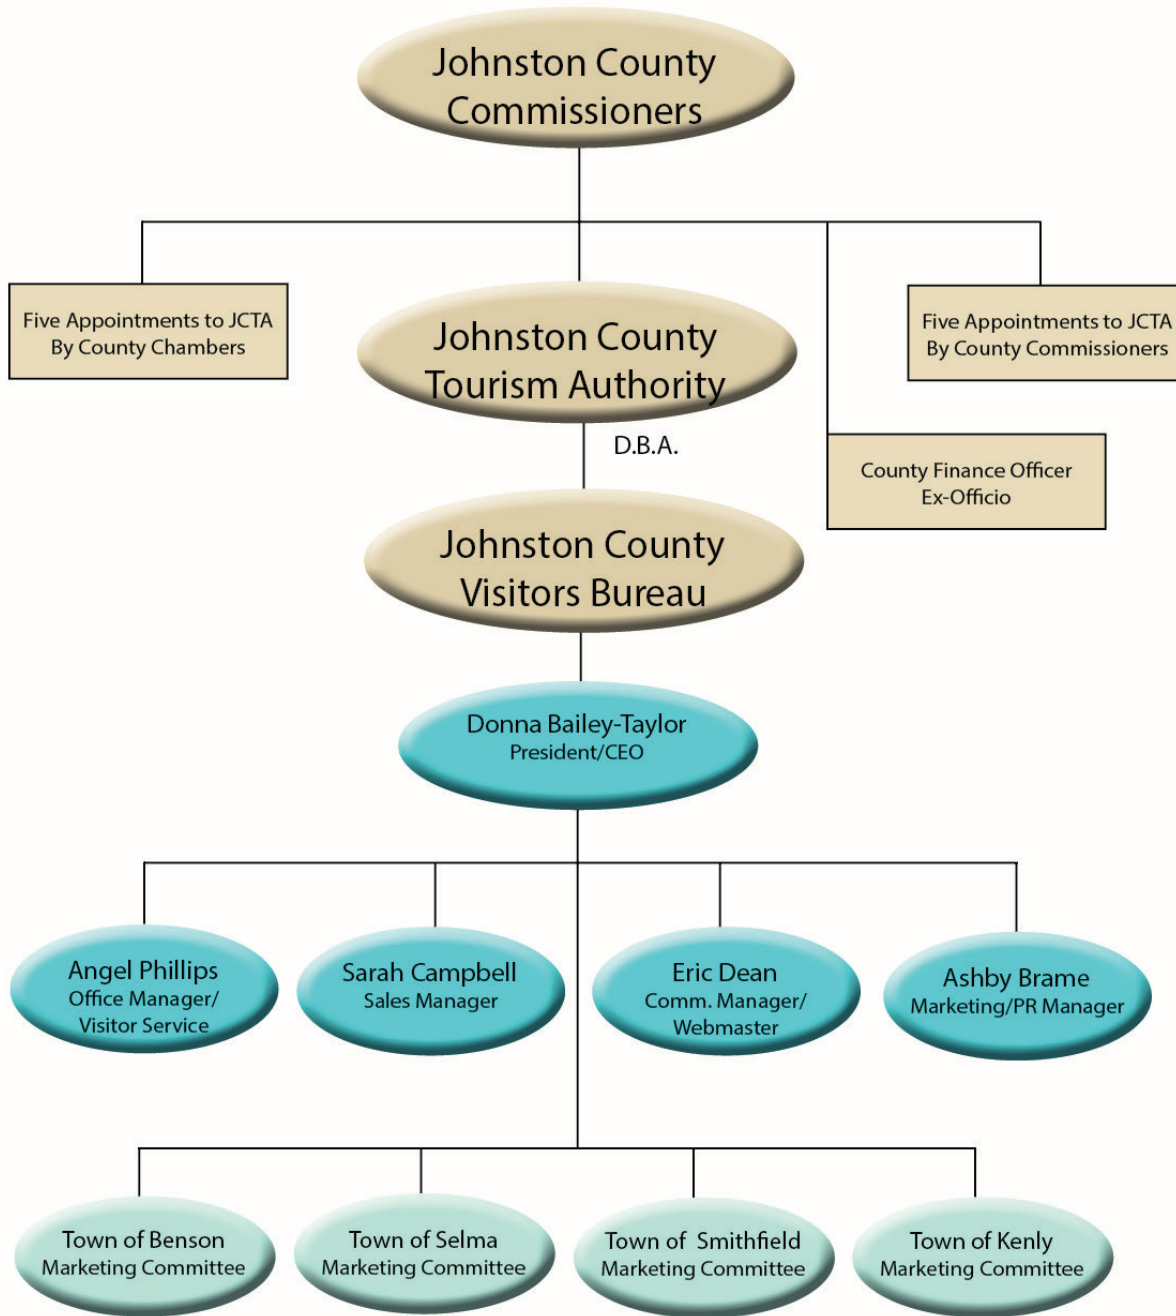 Johnston County
Commissioners
Five Appointments to JCTA
By County Chambers
Johnston County
Tourism Authority
Five Appointments to JCTA
By County Commissioners
D.B.A.
County Finance Officer
Ex-Officio
Johnston County
Visitors Bureau
Donna Bailey-Taylor
President/CEO
Angel Phillips
Office Manager/
Visitor Service
Sarah Campbell
Sales Manager
Eric Dean
Comm. Manager/
Webmaster
Ashby Brame
Marketing/PR Manager
Town of Benson
Marketing Committee
Town of Selma
Marketing Committee
Town of  Smithfield
Marketing Committee
Town of Kenly
Marketing Committee